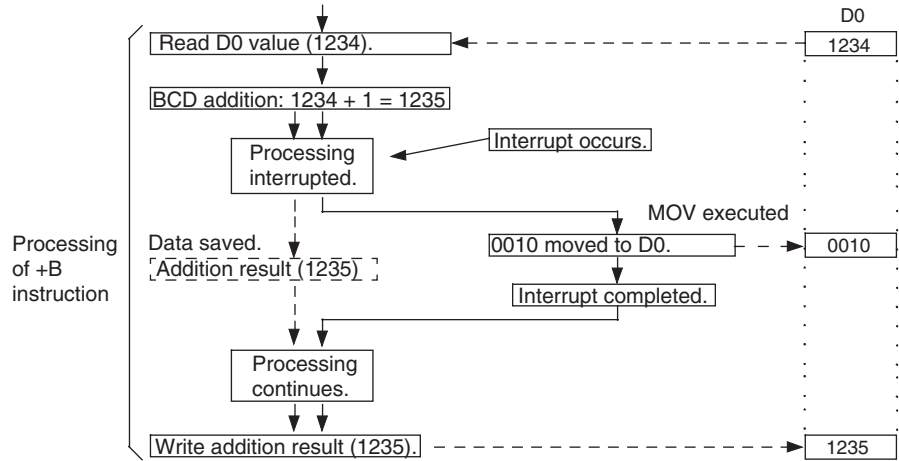 D0
Read D0 value (1234).
1234
BCD addition: 1234 + 1 = 1235
Interrupt occurs.
Processing
interrupted.
MOV executed
Processing
of +B
instruction
Data saved.
0010 moved to D0.
0010
Addition result (1235)
Interrupt completed.
Processing
continues.
Write addition result (1235).
1235